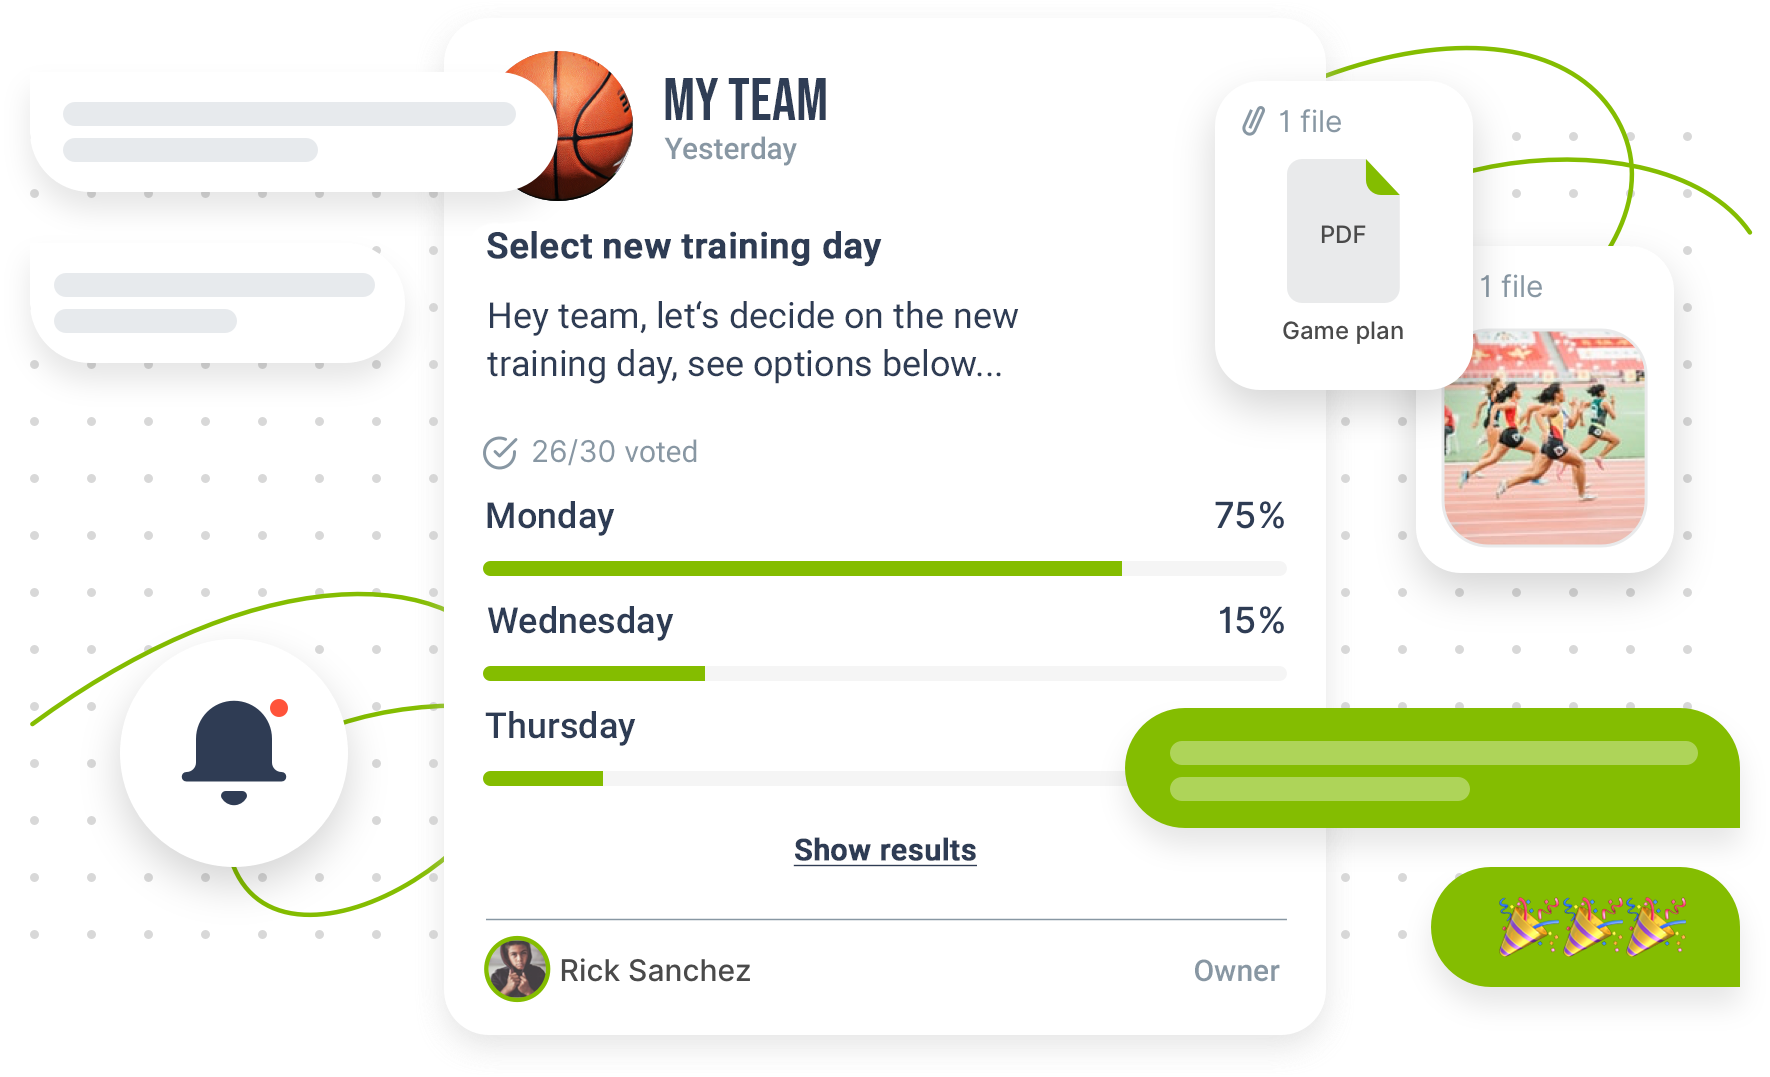 MY TEAM
Yesterday
Select new training day
Hey team, let‘s decide on the new
training day, see options below...
26/30 voted
Monday
75%
Wednesday
15%
Thursday
Show results
Rick Sanchez
Owner
1 file
PDF
Game plan
1 file